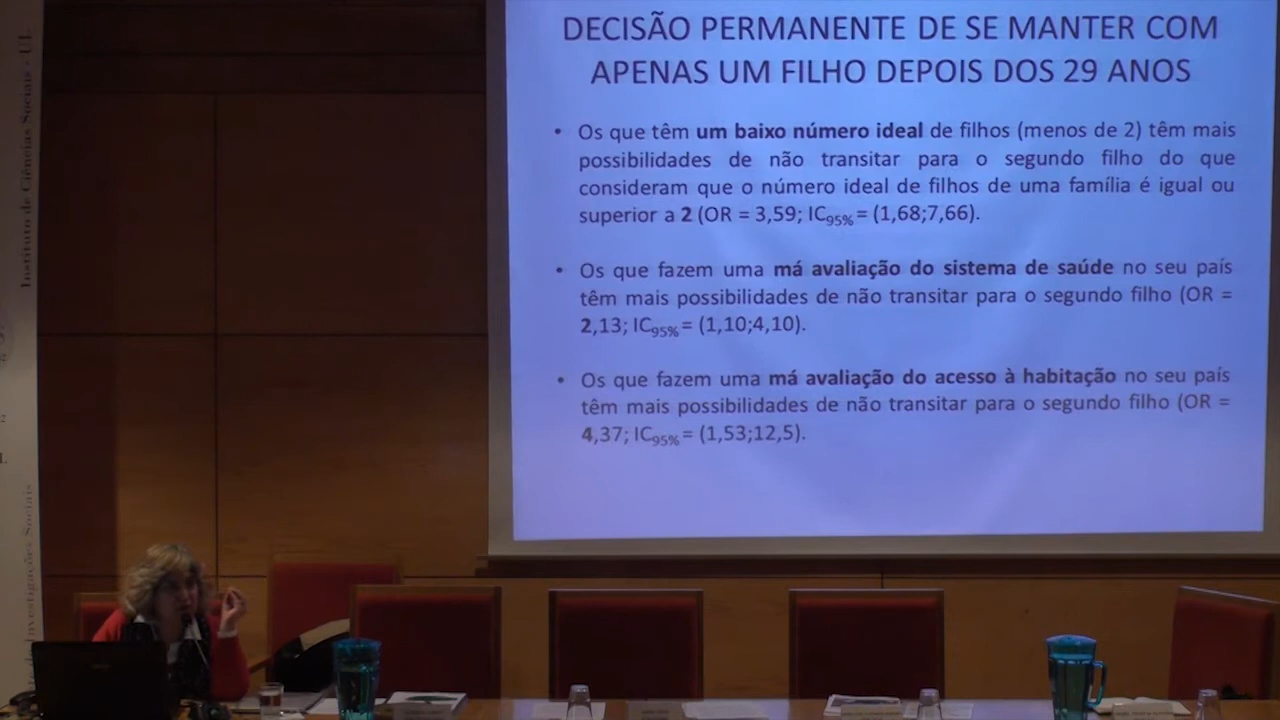 DECISÃO PERMANENTE DE SE MANTER COM
APENAS UM FILHO DEPOIS DOS 29 ANOS
• Os que têm um baixo número ideal de filhos (menos de 2) têm mais
possibilidades de não transitar para o segundo filho do que
consideram que o número ideal de filhos de uma família é igual ou
superior a 2 (OR = 3,59; IC95% = (1,68;7,66).
• Os que fazem uma má avaliação do sistema de saúde no seu país
têm mais possibilidades de não transitar para o segundo filho (OR =
2,13; IC95% = (1,10;4,10).
• Os que fazem uma má avaliação do acesso à habitação no seu país
têm mais possibilidades de não transitar para o segundo filho (OR =
4,37; IC95% = (1,53;12,5).
Instituto de Ciências Sociais - UL